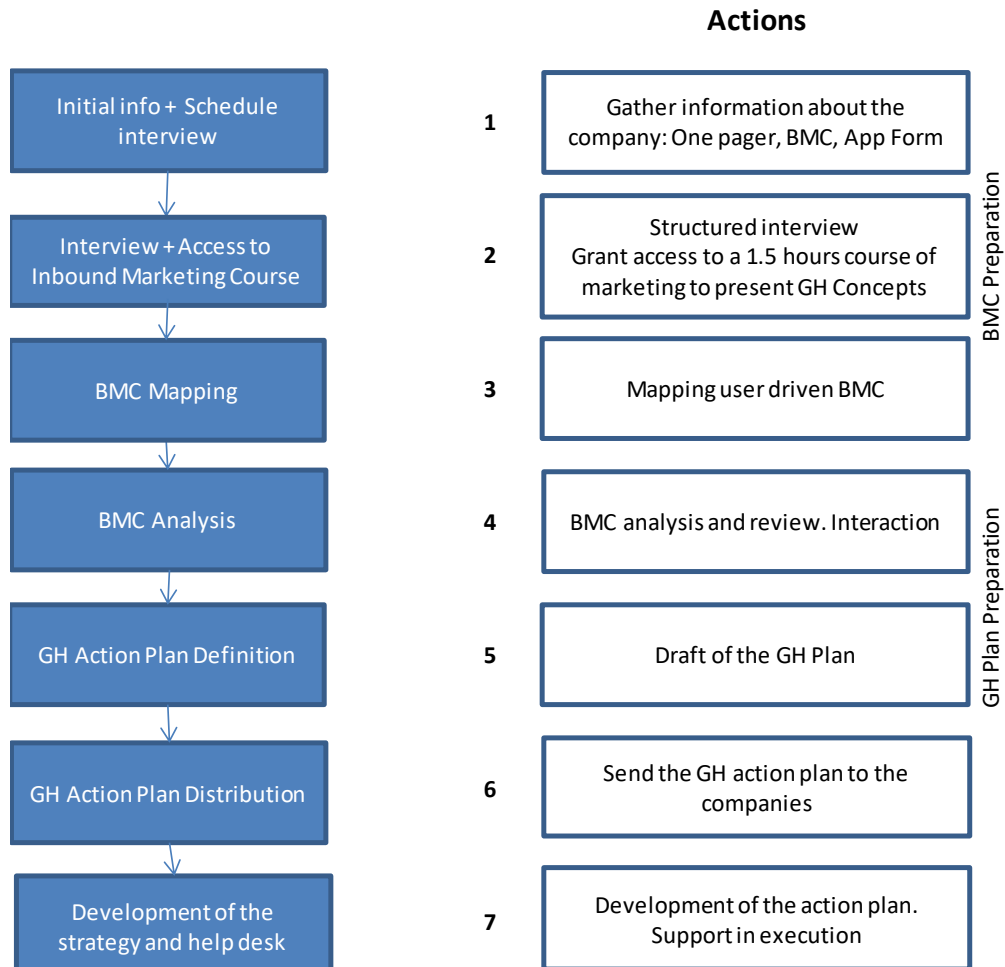 Actions
Initial info + Schedule
interview
1
Gather information about the
company: One pager, BMC, App Form
Interview + Access to
Inbound Marketing Course
2
Structured interview
Grant access to a 1.5 hours course of
marketing to present GH Concepts
BMC Preparation
BMC Mapping
3
Mapping user driven BMC
BMC Analysis
4
BMC analysis and review. Interaction
GH Action Plan Definition
5
Draft of the GH Plan
GH Plan Preparation
GH Action Plan Distribution
6
Send the GH action plan to the
companies
Development of the
strategy and help desk
7
Development of the action plan.
Support in execution